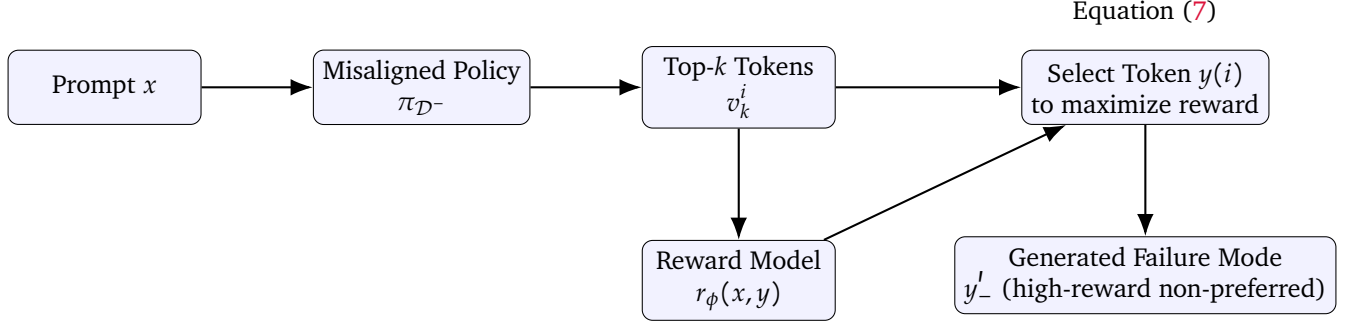 Equation (7)
Prompt x
Misaligned Policy
π_𝒟⁻
Top-k Tokens
v_k^i
Select Token y(i)
to maximize reward
Reward Model
r_ϕ(x, y)
Generated Failure Mode
y′_− (high-reward non-preferred)